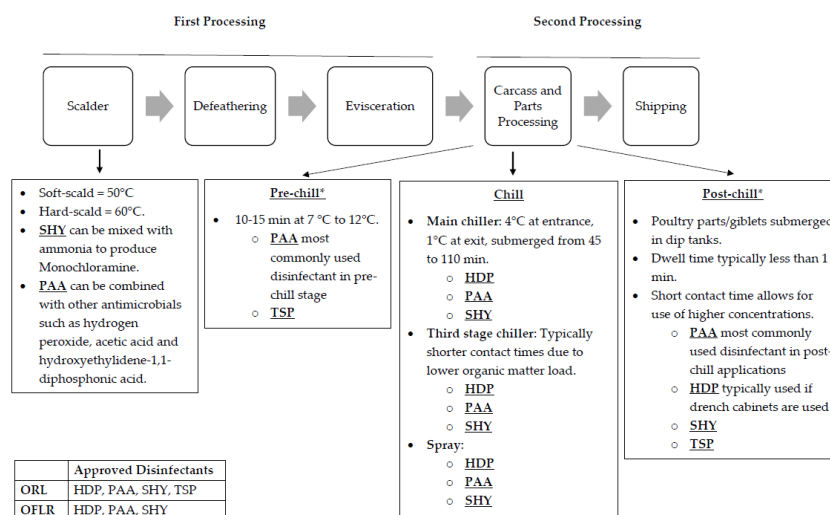 First Processing
Second Processing
Scalder
Defeathering
Evisceration
Carcass and
Parts
Processing
Shipping
• Soft-scald = 50°C
• Hard-scald = 60°C.
• SHY can be mixed with
ammonia to produce
Monochloramine.
• PAA can be combined
with other antimicrobials
such as hydrogen
peroxide, acetic acid and
hydroxyethylidene-1,1-
diphosphonic acid.
Pre-chill*
• 10-15 min at 7 °C to 12°C.
o PAA most
commonly used
disinfectant in pre-
chill stage
o TSP
Chill
• Main chiller: 4°C at entrance,
1°C at exit, submerged from 45
to 110 min.
o HDP
o PAA
o SHY
• Third stage chiller: Typically
shorter contact times due to
lower organic matter load.
o HDP
o PAA
o SHY
• Spray:
o HDP
o PAA
o SHY
Post-chill*
• Poultry parts/giblets submerged
in dip tanks.
• Dwell time typically less than 1
min.
• Short contact time allows for
use of higher concentrations.
o PAA most commonly
used disinfectant in post-
chill applications
o HDP typically used if
drench cabinets are used
o SHY
o TSP
Approved Disinfectants
ORL HDP, PAA, SHY, TSP
OFLR HDP, PAA, SHY